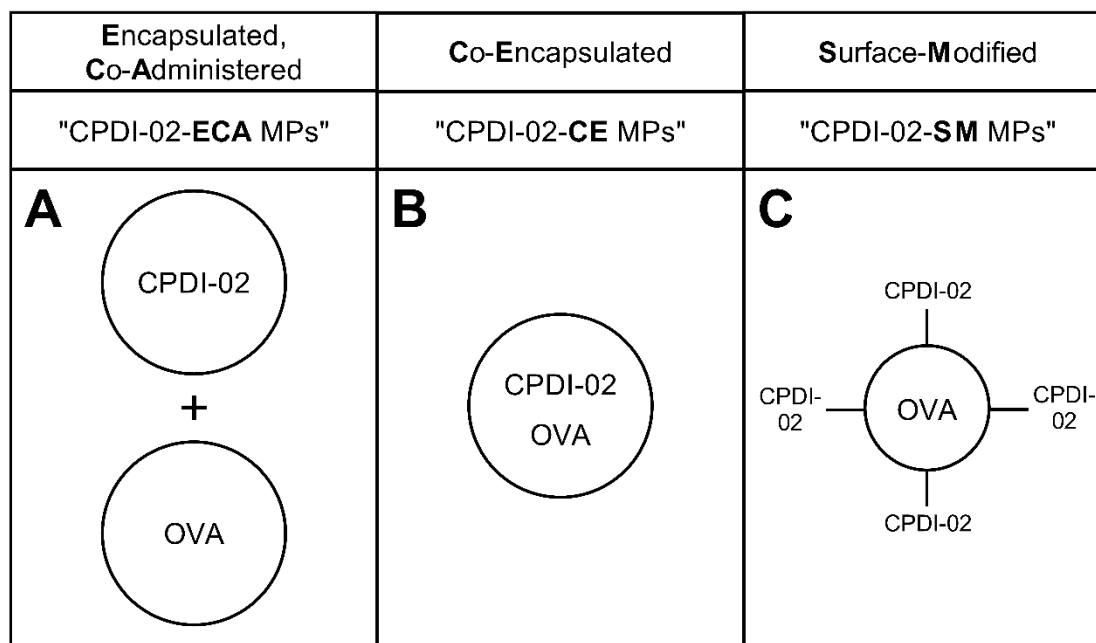 Encapsulated,
Co-Administered
Co-Encapsulated
Surface-Modified
"CPDI-02-ECA MPs"
"CPDI-02-CE MPs"
"CPDI-02-SM MPs"
A
CPDI-02
+
OVA
B
CPDI-02
OVA
C
CPDI-02
CPDI-
02
OVA
CPDI-
02
CPDI-02